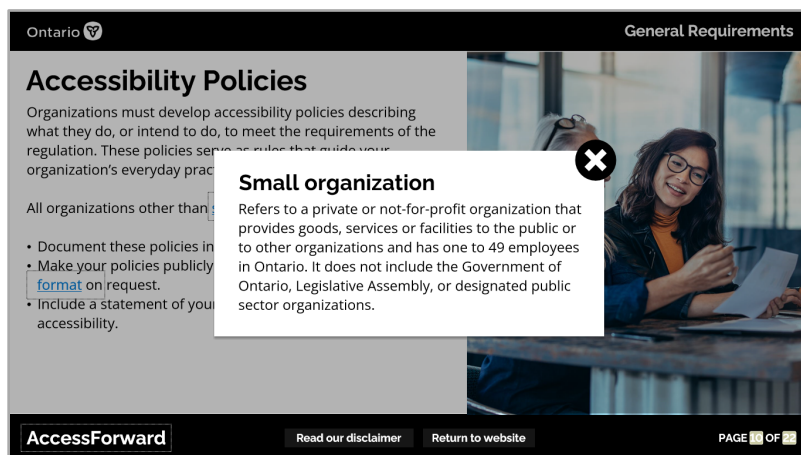 Ontario
General Requirements
Accessibility Policies
Organizations must develop accessibility policies describing
what they do, or intend to do, to meet the requirements of the
regulation. These policies serve as rules that guide your
organization's everyday prac
All organizations other than
• Document these policies in
• Make your policies publicly
format on request.
• Include a statement of your
accessibility.
Small organization
Refers to a private or not-for-profit organization that
provides goods, services or facilities to the public or
to other organizations and has one to 49 employees
in Ontario. It does not include the Government of
Ontario, Legislative Assembly, or designated public
sector organizations.
AccessForward
Read our disclaimer
Return to website
PAGE 10 OF 22